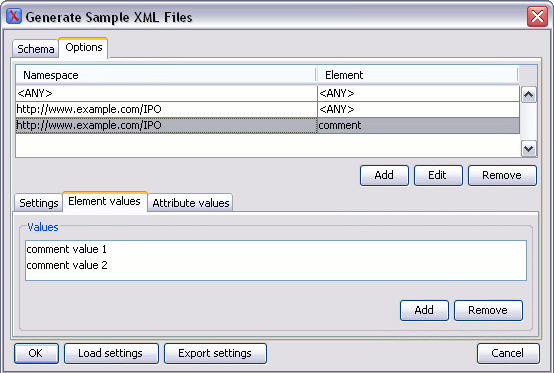 Generate Sample XML Files
Schema Options
Namespace Element
<ANY> <ANY>
http://www.example.com/IPO <ANY>
http://www.example.com/IPO comment
Add Edit Remove
Settings Element values Attribute values
Values
comment value 1
comment value 2
Add Remove
OK Load settings Export settings Cancel